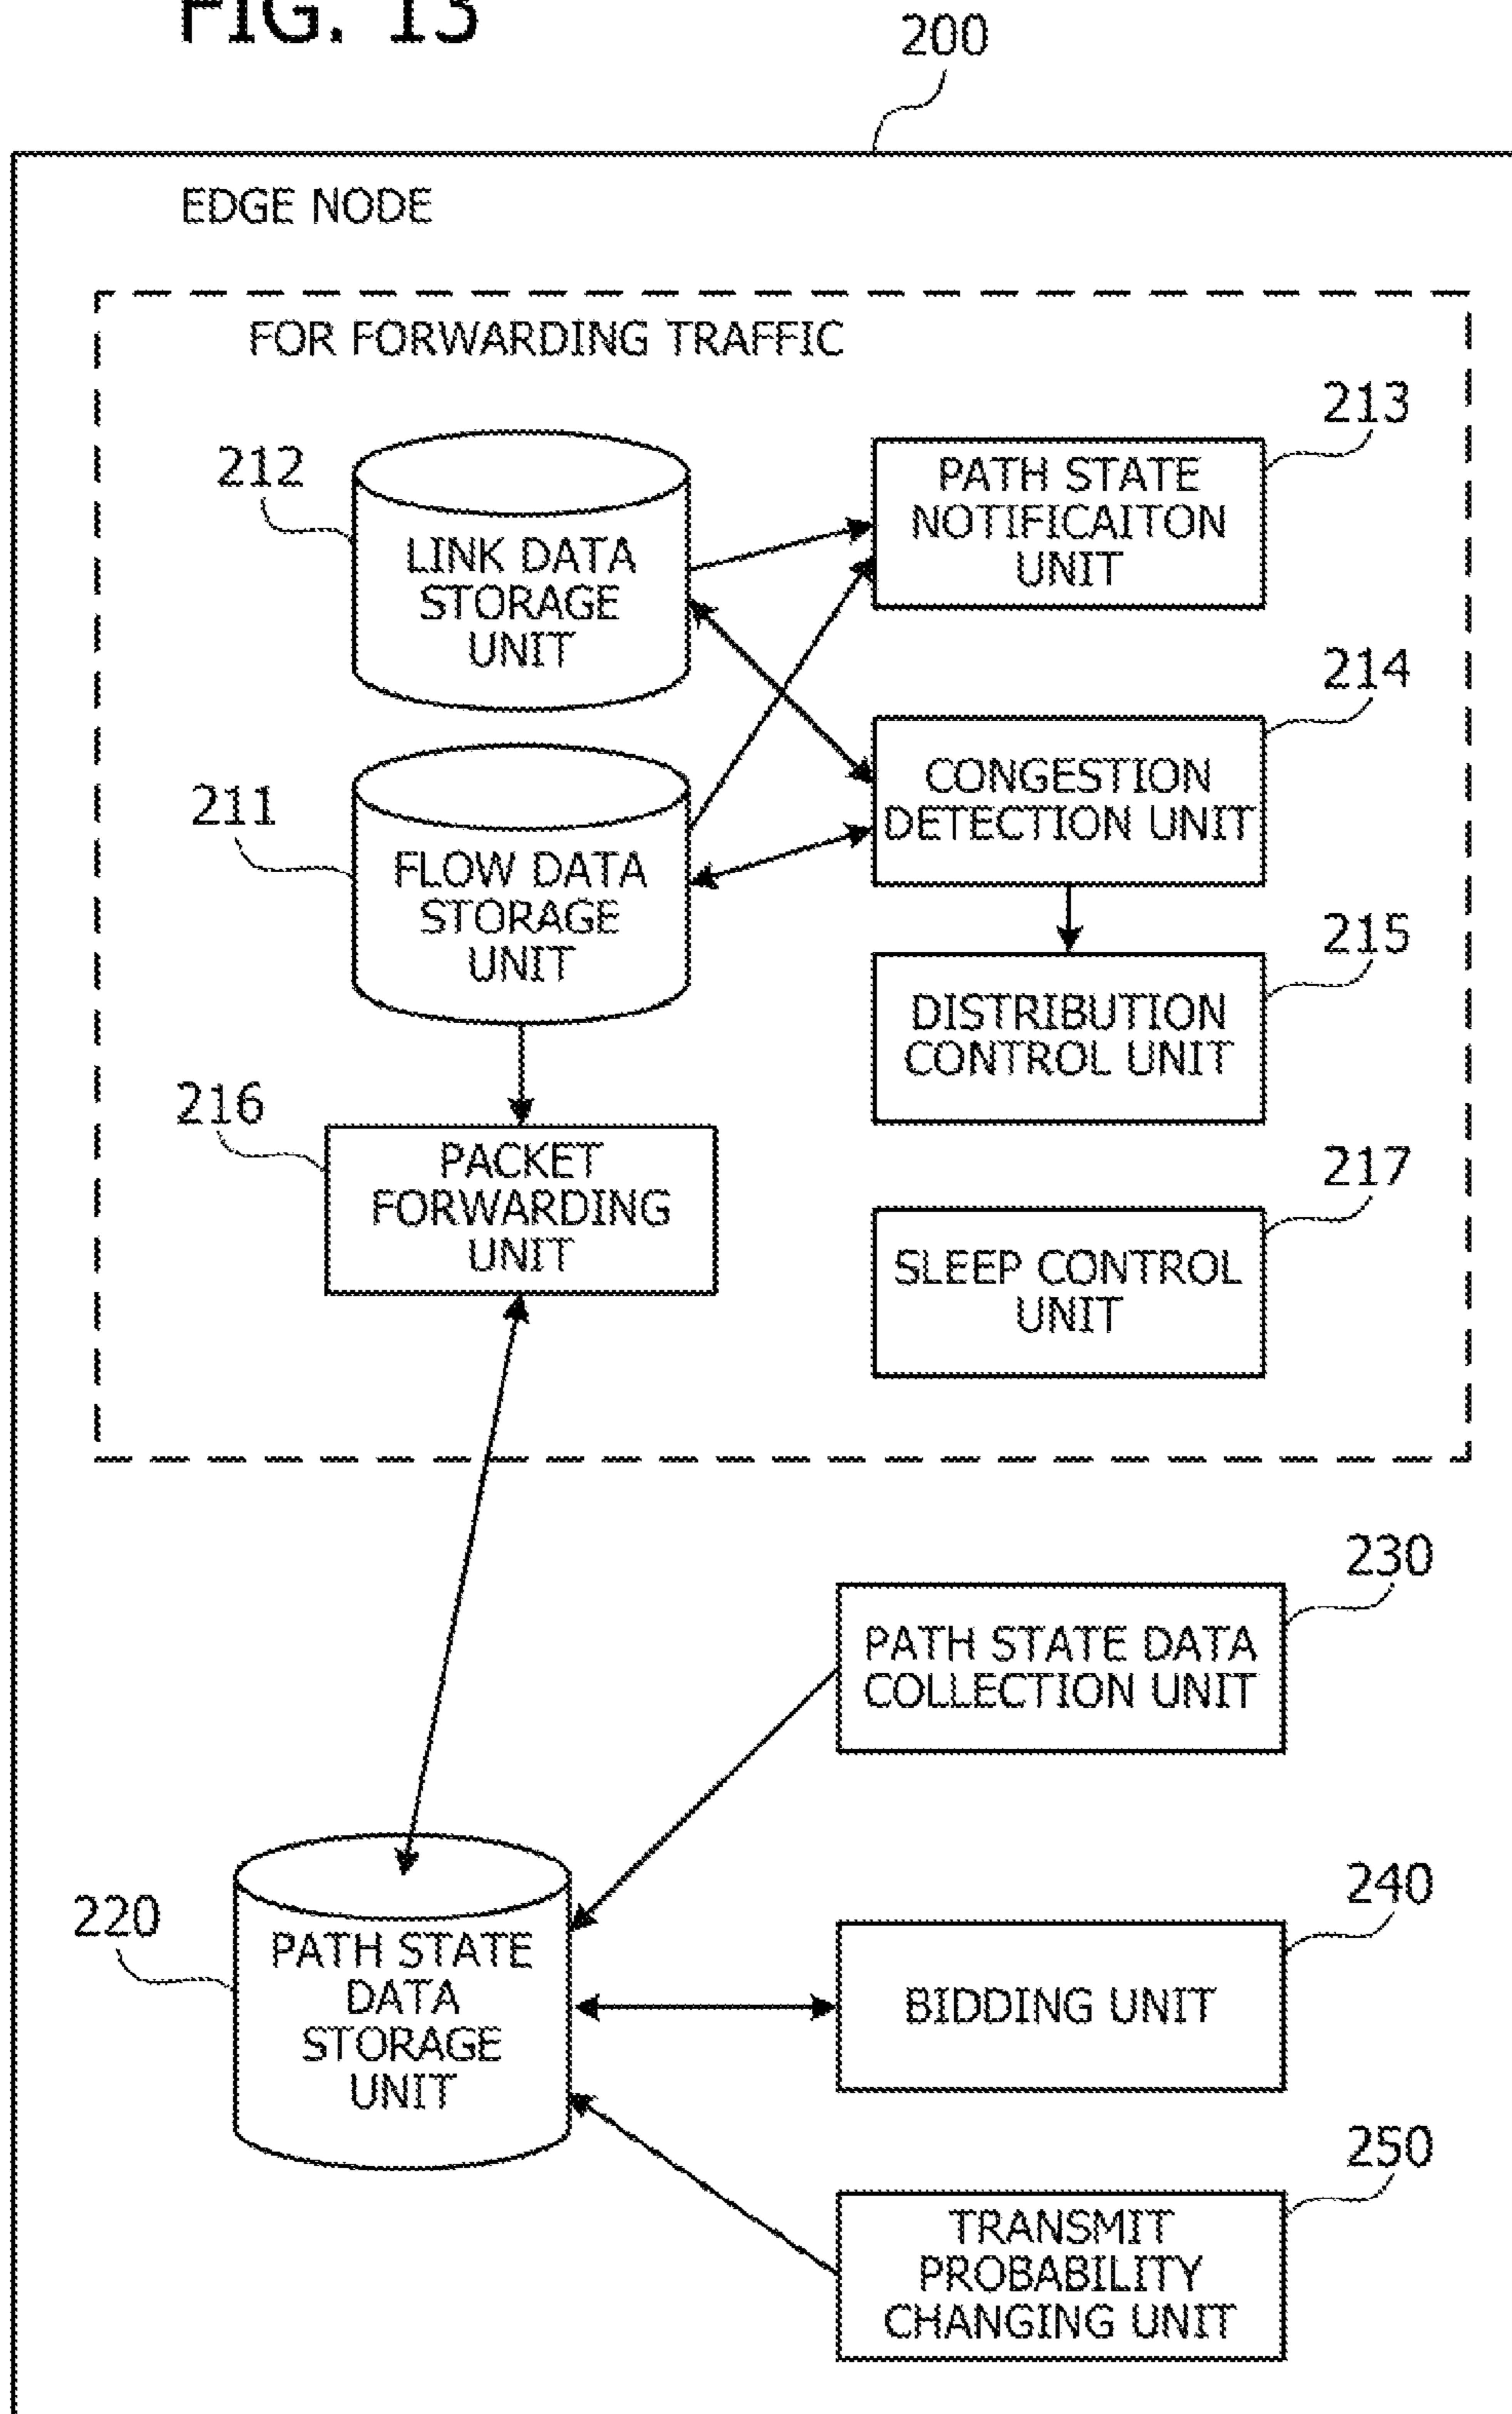 FIG. 13
200
EDGE NODE
FOR FORWARDING TRAFFIC
212
LINK DATA
STORAGE
UNIT
213
PATH STATE
NOTIFICAITON
UNIT
211
FLOW DATA
STORAGE
UNIT
214
CONGESTION
DETECTION UNIT
215
DISTRIBUTION
CONTROL UNIT
216
PACKET
FORWARDING
UNIT
217
SLEEP CONTROL
UNIT
230
PATH STATE DATA
COLLECTION UNIT
220
PATH STATE
DATA
STORAGE
UNIT
240
BIDDING UNIT
250
TRANSMIT
PROBABILITY
CHANGING UNIT